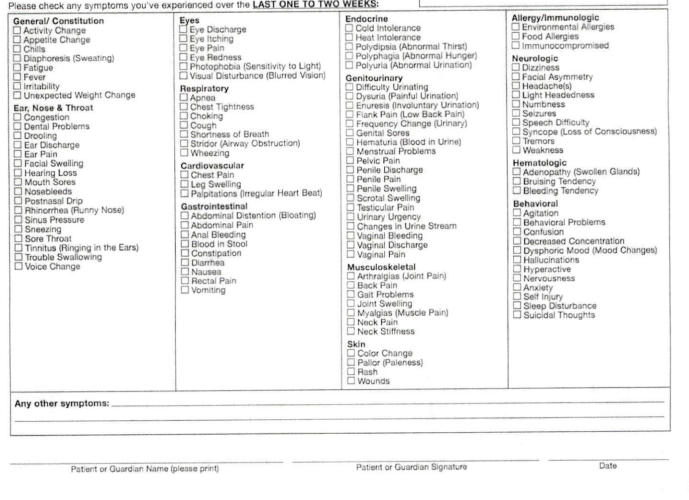 Please check any symptoms you've experienced over the LAST ONE TO TWO WEEKS:
General/ Constitution
Activity Change
Appetite Change
Chills
Diaphoresis (Sweating)
Fatigue
Fever
Irritability
Unexpected Weight Change
Ear, Nose & Throat
Congestion
Dental Problems
Drooling
Ear Discharge
Ear Pain
Facial Swelling
Hearing Loss
Mouth Sores
Nosebleeds
Postnasal Drip
Rhinorrhea (Runny Nose)
Sinus Pressure
Sneezing
Sore Throat
Tinnitus (Ringing in the Ears)
Trouble Swallowing
Voice Change
Eyes
Eye Discharge
Eye Itching
Eye Pain
Eye Redness
Photophobia (Sensitivity to Light)
Visual Disturbance (Blurred Vision)
Respiratory
Apnea
Chest Tightness
Choking
Cough
Shortness of Breath
Stridor (Airway Obstruction)
Wheezing
Cardiovascular
Chest Pain
Leg Swelling
Palpitations (Irregular Heart Beat)
Gastrointestinal
Abdominal Distention (Bloating)
Abdominal Pain
Anal Bleeding
Blood in Stool
Constipation
Diarrhea
Nausea
Rectal Pain
Vomiting
Endocrine
Cold Intolerance
Heat Intolerance
Polydipsia (Abnormal Thirst)
Polyphagia (Abnormal Hunger)
Polyuria (Abnormal Urination)
Genitourinary
Difficulty Urinating
Dysuria (Painful Urination)
Enuresis (Involuntary Urination)
Flank Pain (Low Back Pain)
Frequency Change (Urinary)
Genital Sores
Hematuria (Blood in Urine)
Menstrual Problems
Pelvic Pain
Penile Discharge
Penile Pain
Penile Swelling
Scrotal Swelling
Testicular Pain
Urinary Urgency
Changes in Urine Stream
Vaginal Bleeding
Vaginal Discharge
Vaginal Pain
Musculoskeletal
Arthralgias (Joint Pain)
Back Pain
Gait Problems
Joint Swelling
Myalgias (Muscle Pain)
Neck Pain
Neck Stiffness
Skin
Color Change
Pallor (Paleness)
Rash
Wounds
Allergy/Immunologic
Environmental Allergies
Food Allergies
Immunocompromised
Neurologic
Dizziness
Facial Asymmetry
Headache(s)
Light Headedness
Numbness
Seizures
Speech Difficulty
Syncope (Loss of Consciousness)
Tremors
Weakness
Hematologic
Adenopathy (Swollen Glands)
Bruising Tendency
Bleeding Tendency
Behavioral
Agitation
Behavioral Problems
Confusion
Decreased Concentration
Dysphoric Mood (Mood Changes)
Hallucinations
Hyperactive
Nervousness
Anxiety
Self Injury
Sleep Disturbance
Suicidal Thoughts
Any other symptoms:
Patient or Guardian Name (please print)
Patient or Guardian Signature
Date